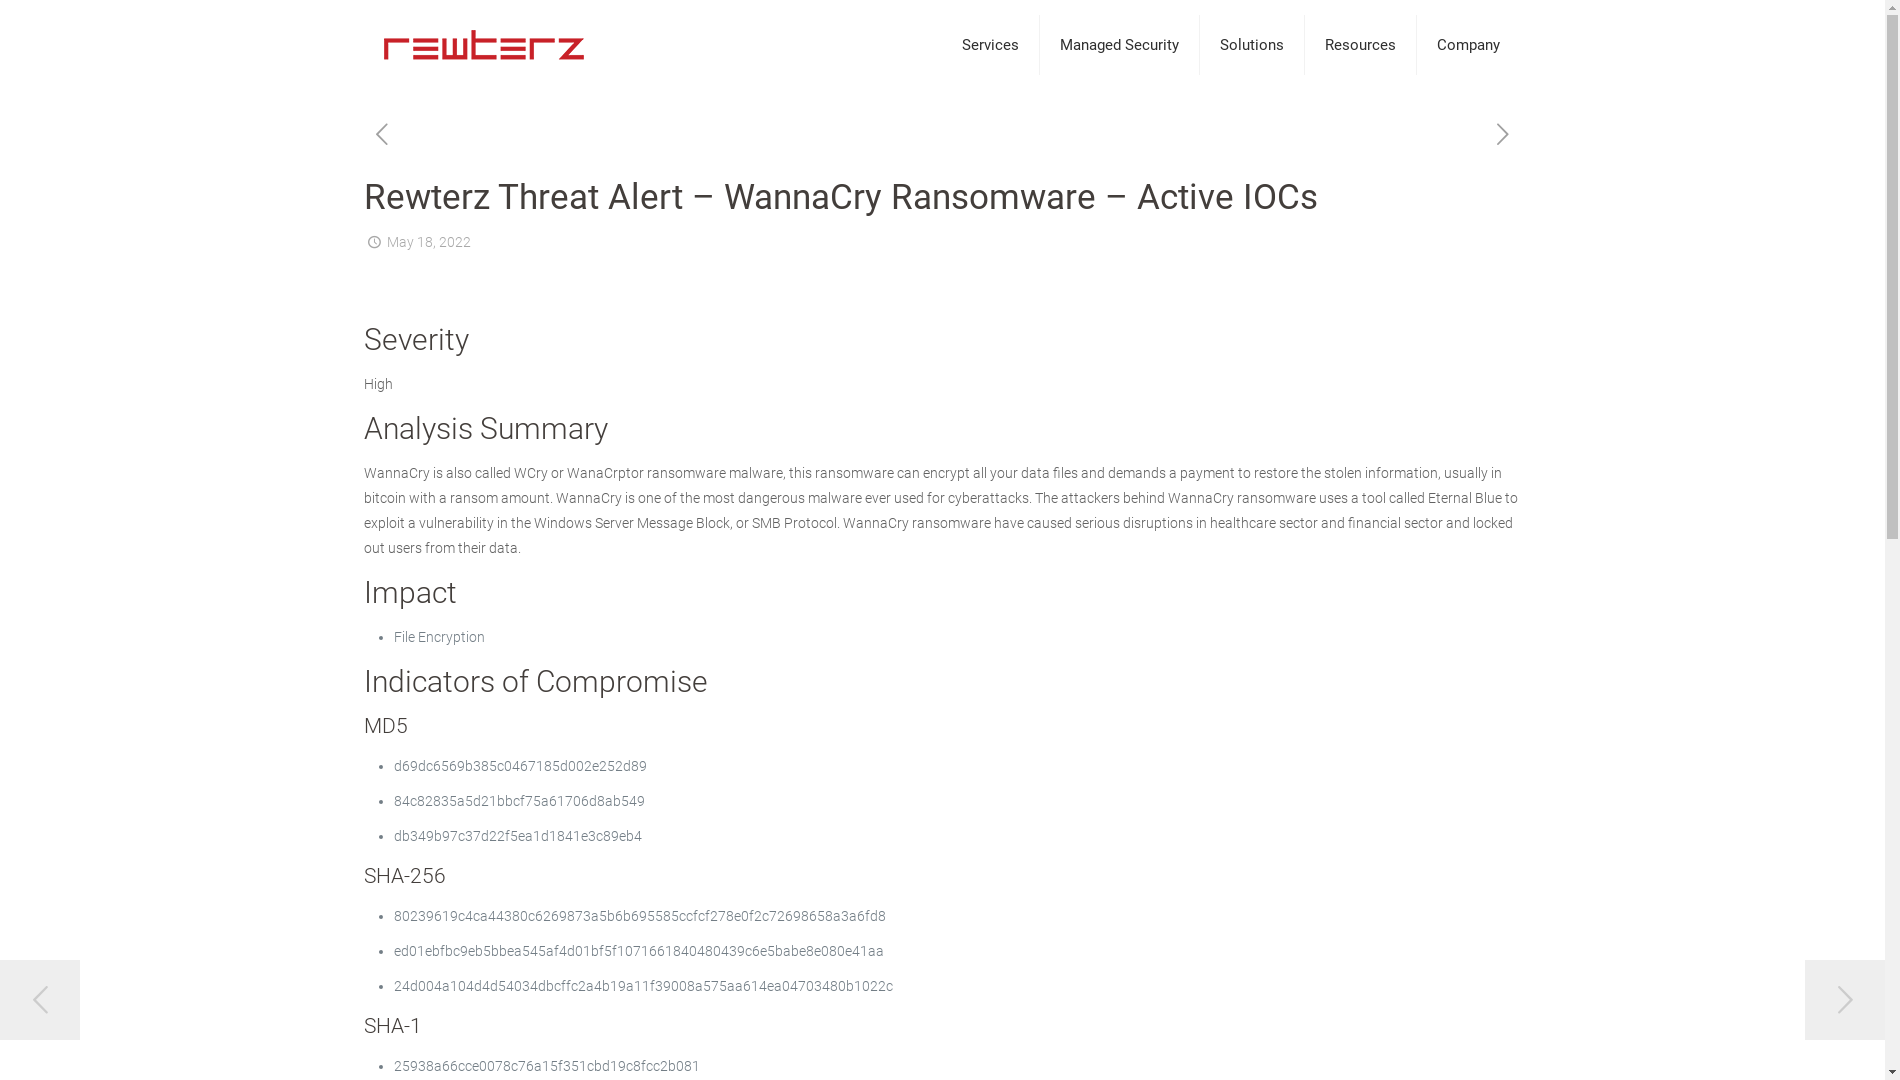 rewterz
Services
Managed Security
Solutions
Resources
Company
Rewterz Threat Alert – WannaCry Ransomware – Active IOCs
May 18, 2022
Severity
High
Analysis Summary
WannaCry is also called WCry or WanaCrptor ransomware malware, this ransomware can encrypt all your data files and demands a payment to restore the stolen information, usually in
bitcoin with a ransom amount. WannaCry is one of the most dangerous malware ever used for cyberattacks. The attackers behind WannaCry ransomware uses a tool called Eternal Blue to
exploit a vulnerability in the Windows Server Message Block, or SMB Protocol. WannaCry ransomware have caused serious disruptions in healthcare sector and financial sector and locked
out users from their data.
Impact
• File Encryption
Indicators of Compromise
MD5
• d69dc6569b385c0467185d002e252d89
• 84c82835a5d21bbcf75a61706d8ab549
• db349b97c37d22f5ea1d1841e3c89eb4
SHA-256
• 80239619c4ca44380c6269873a5b6b695585ccfcf278e0f2c72698658a3a6fd8
• ed01ebfbc9eb5bbea545af4d01bf5f1071661840480439c6e5babe8e080e41aa
• 24d004a104d4d54034dbcffc2a4b19a11f39008a575aa614ea04703480b1022c
SHA-1
• 25938a66cce0078c76a15f351cbd19c8fcc2b081